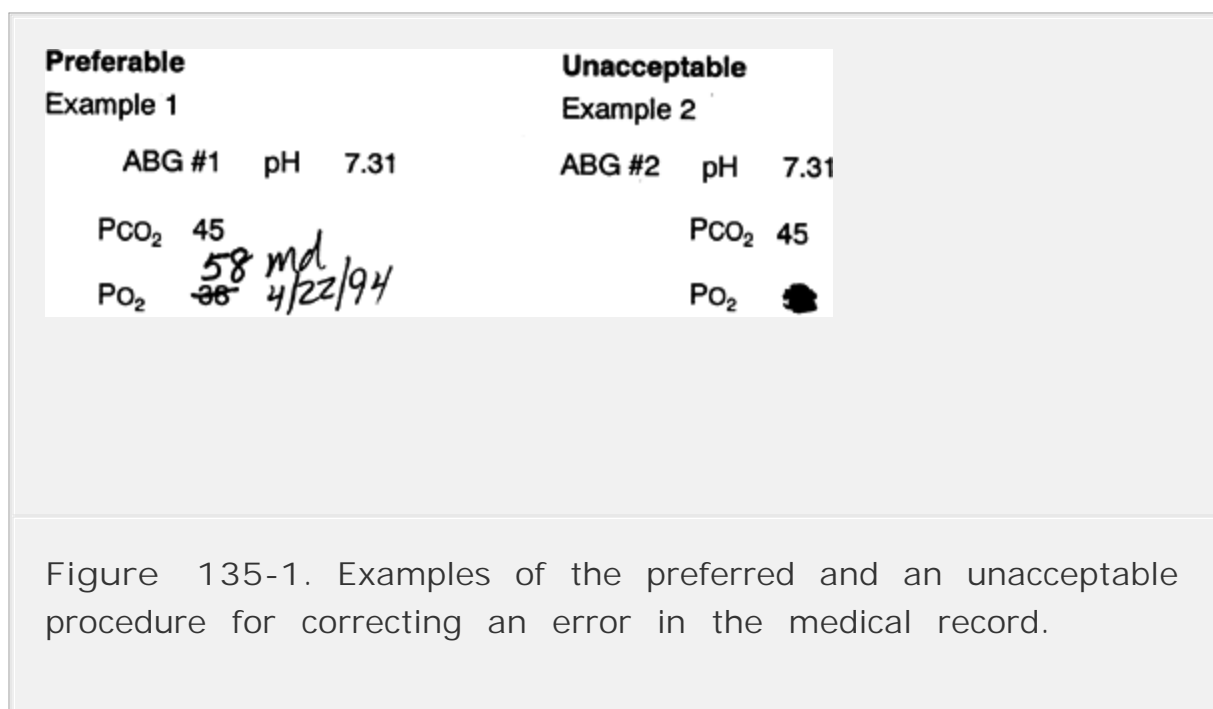 Preferable
Example 1
ABG #1 pH 7.31
PCO₂ 45
58 md
PO₂ 38 4/22/94
Unacceptable
Example 2
ABG #2 pH 7.31
PCO₂ 45
PO₂
Figure 135-1. Examples of the preferred and an unacceptable
procedure for correcting an error in the medical record.